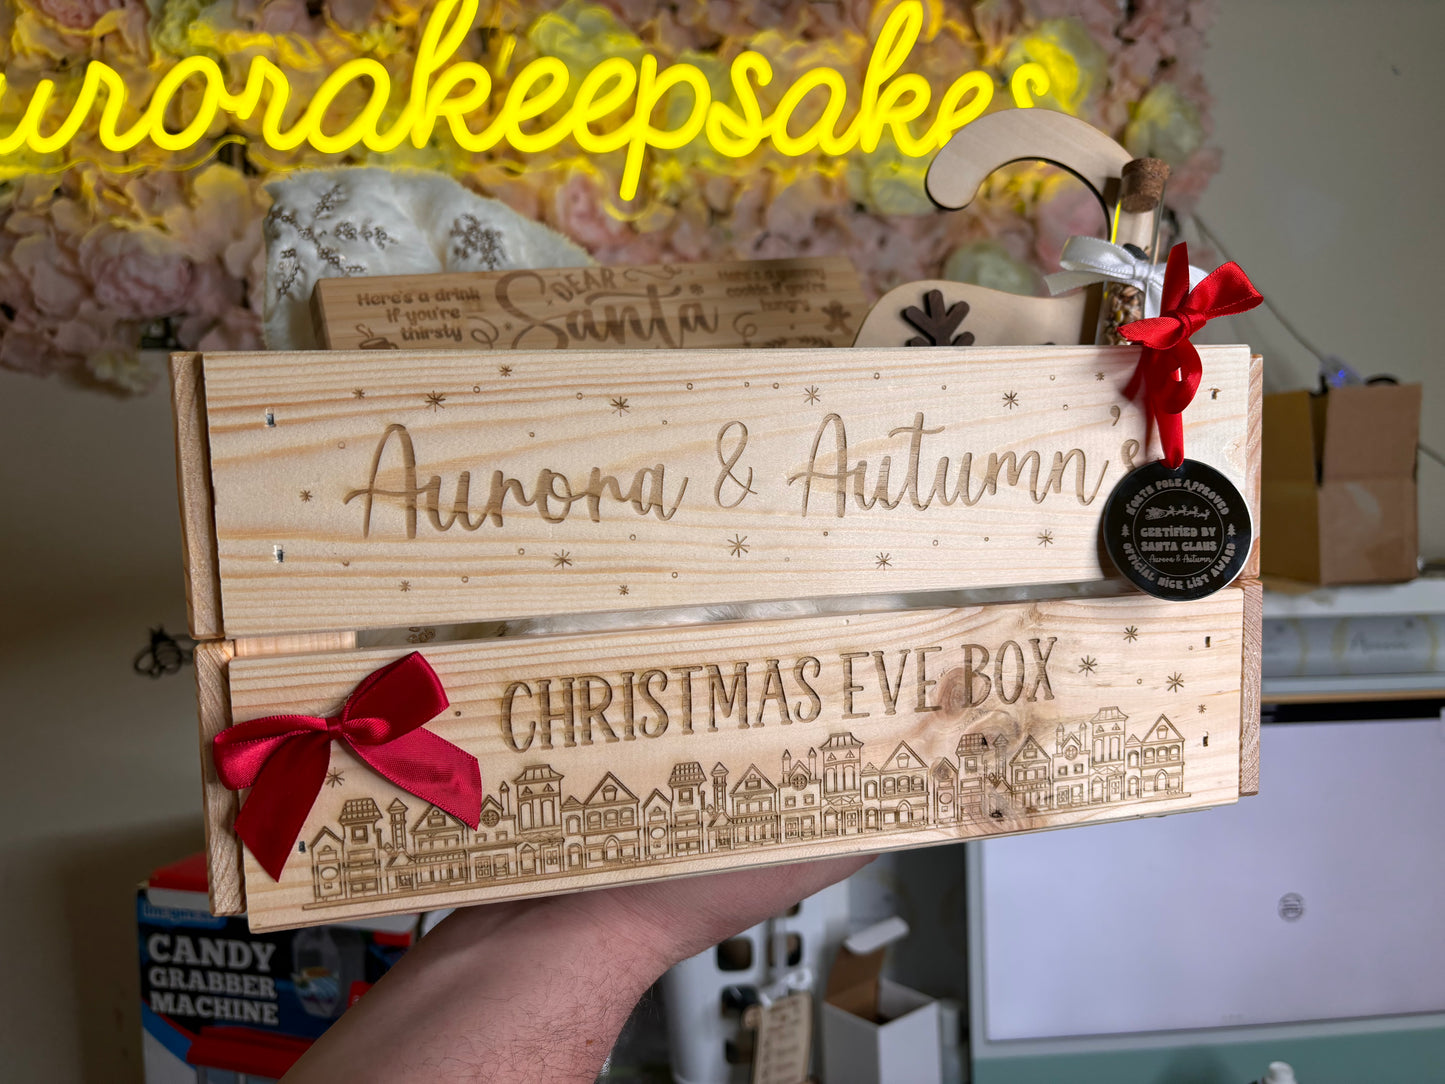 aurorakeepsakes
DEAR
Santa
Here's a drink
if you're
thirsty
Here's a yummy
cookie if you're
hungry
Aurora & Autumn's
NORTH POLE APPROVED
CERTIFIED BY
SANTA CLAUS
Aurora & Autumn
OFFICIAL NICE LIST AWARD
CHRISTMAS EVE BOX
CANDY
GRABBER
MACHINE